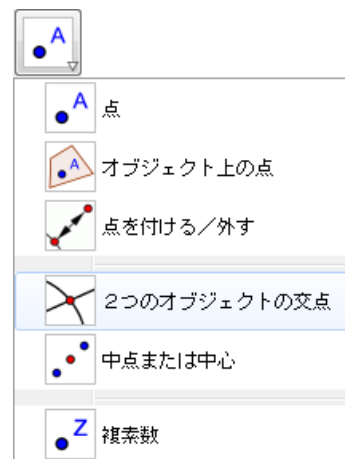 A
A 点
A オブジェクト上の点
点を付ける／外す
２つのオブジェクトの交点
中点または中心
Z 複素数